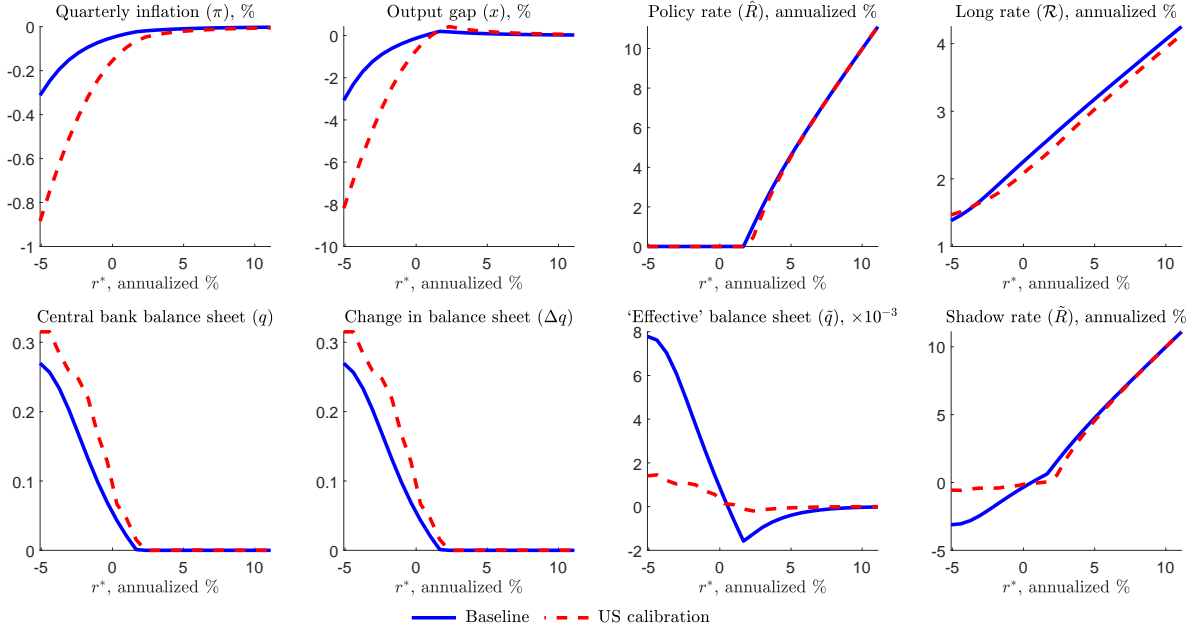 Quarterly inflation (π), %
0
-0.2
-0.4
-0.6
-0.8
-1
-5 0 5 10
r*, annualized %
Output gap (x), %
0
-2
-4
-6
-8
-10
-5 0 5 10
r*, annualized %
Policy rate (R̂), annualized %
10
8
6
4
2
0
-5 0 5 10
r*, annualized %
Long rate (ℛ), annualized %
4
3
2
1
-5 0 5 10
r*, annualized %
Central bank balance sheet (q)
0.3
0.2
0.1
0
-5 0 5 10
r*, annualized %
Change in balance sheet (Δq)
0.3
0.2
0.1
0
-5 0 5 10
r*, annualized %
‘Effective’ balance sheet (q̃), ×10⁻³
8
6
4
2
0
-2
-5 0 5 10
r*, annualized %
Shadow rate (R̃), annualized %
10
5
0
-5
-5 0 5 10
r*, annualized %
Baseline US calibration